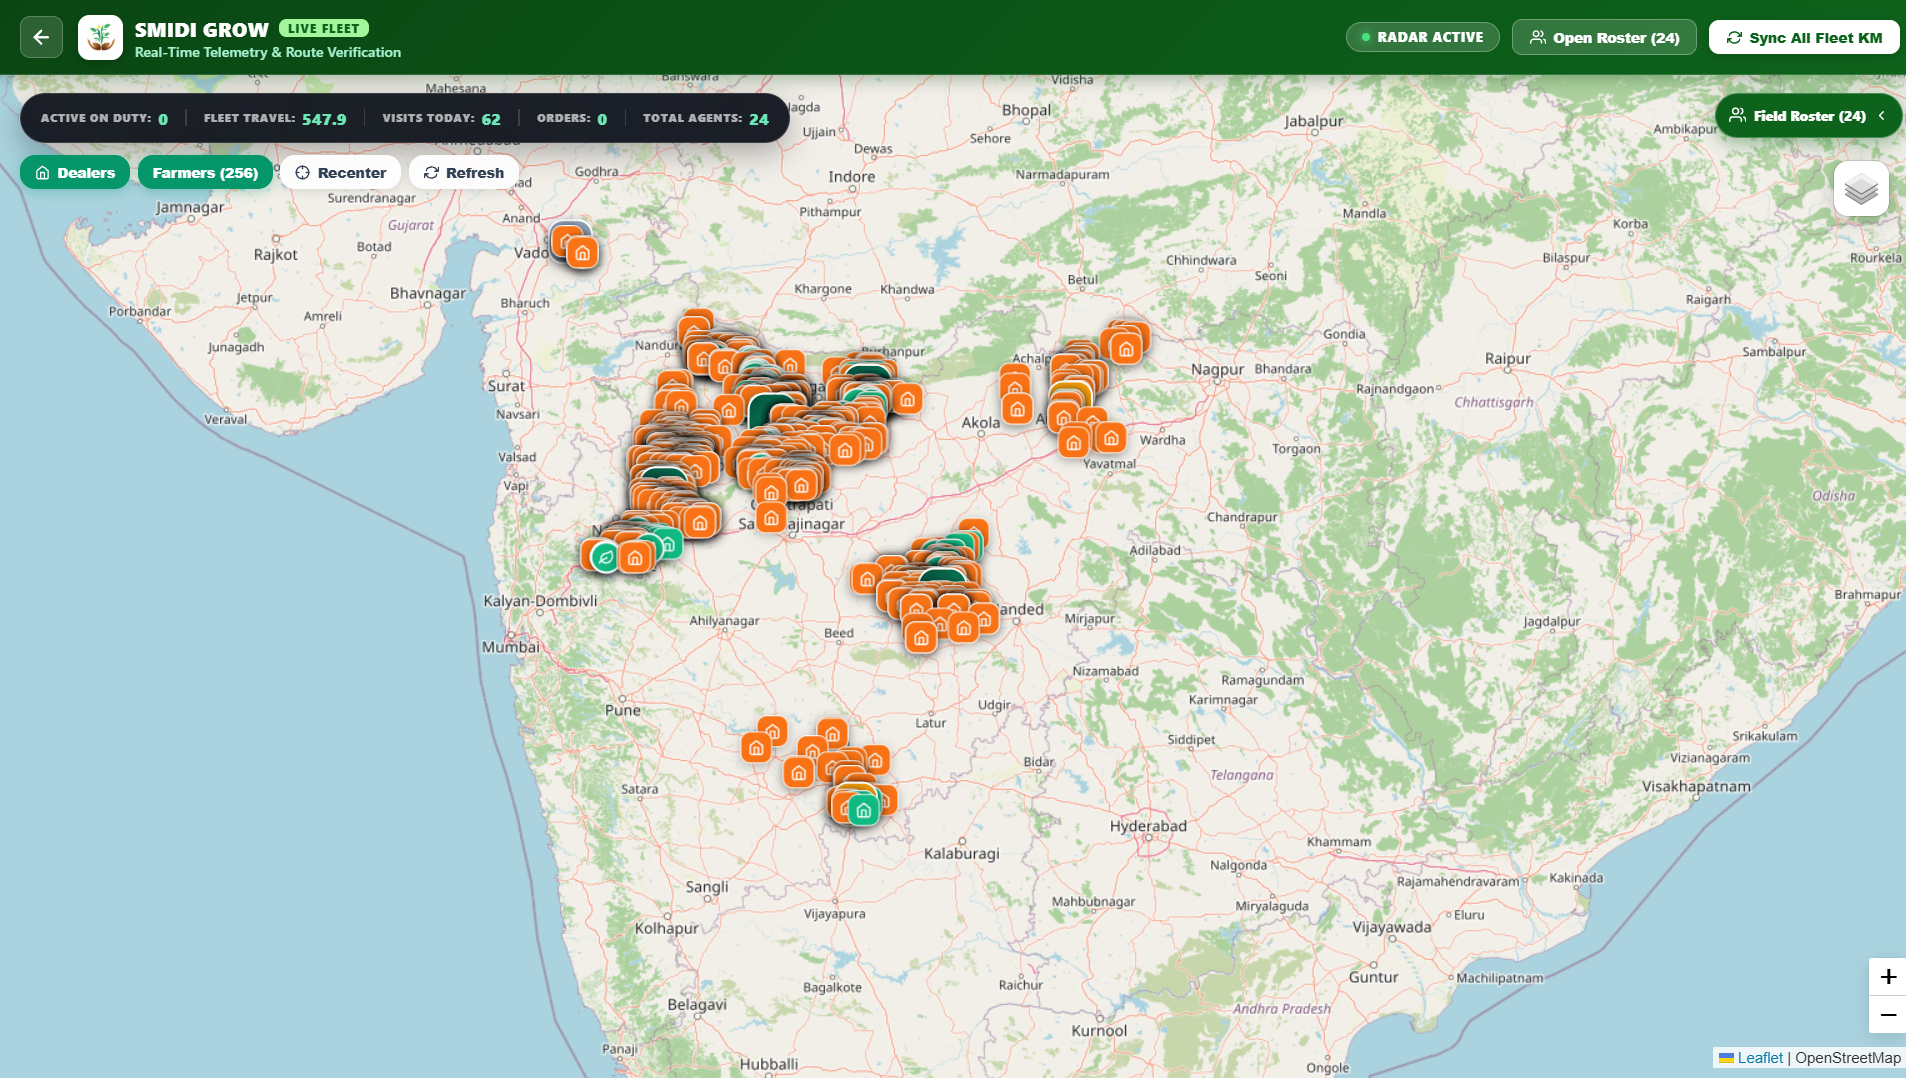 SMIDI GROW LIVE FLEET
Real-Time Telemetry & Route Verification
RADAR ACTIVE
Open Roster (24)
Sync All Fleet KM
ACTIVE ON DUTY: 0
FLEET TRAVEL: 547.9
VISITS TODAY: 62
ORDERS: 0
TOTAL AGENTS: 24
Field Roster (24)
Dealers
Farmers (256)
Recenter
Refresh
Banswara
Mahesana
Vidisha
Bhopal
Ujjain
Jabalpur
Ambikapur
Sehore
Dewas
Godhra
Indore
Narmadapuram
Surendranagar
Jamnagar
Pithampur
Anand
Mandla
Korba
Gujarat
Rajkot
Botad
Chhindwara
Seoni
Bilaspur
Rourkela
Betul
Bhavnagar
Jetpur
Amreli
Bharuch
Khargone
Khandwa
Raigarh
Porbandar
Junagadh
Gondia
Burhanpur
Raipur
Sambalpur
Nagpur
Bhandara
Surat
Rajnandgaon
Chhattisgarh
Navsari
Veraval
Akola
Wardha
Torgaon
Valsad
Yavatmal
Vapi
Odisha
Chandrapur
Adilabad
Kalyan-Dombivli
Ahilyanagar
Beed
Mirjapur
Jagdalpur
Brahmapur
Mumbai
Nizamabad
Ramagundam
Karimnagar
Udgir
Latur
Pune
Siddipet
Srikakulam
Bidar
Telangana
Vizianagaram
Satara
Visakhapatnam
Hyderabad
Khammam
Kalaburagi
Nalgonda
Sangli
Rajamahendravaram
Kakinada
Mahbubnagar
Miryalaguda
Vijayapura
Eluru
Kolhapur
Vijayawada
Guntur
Machilipatnam
Raichur
Bagalkote
Belagavi
Andhra Pradesh
Kurnool
Panaji
Hubballi
Ongole
+
−
Leaflet | OpenStreetMap